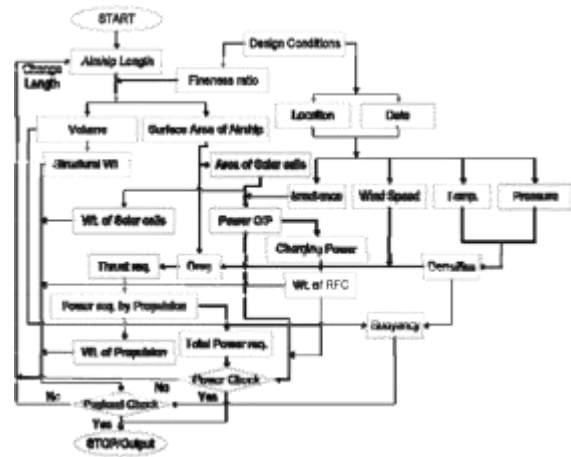 START
Design Conditions
Airship Length
Change
Length
Fineness ratio
Location
Date
Volume
Surface Area of Airship
Structural Wt
Area of Solar cells
Irradiance
Wind Speed
Temp.
Pressure
Wt. of Solar cells
Power O/P
Charging Power
Thrust req.
Drag
Densities
Wt. of RFC
Power req. by Propulsion
Buoyancy
Wt. of Propulsion
Total Power req.
Power Check
No
No
Yes
Payload Check
Yes
STOP/Output